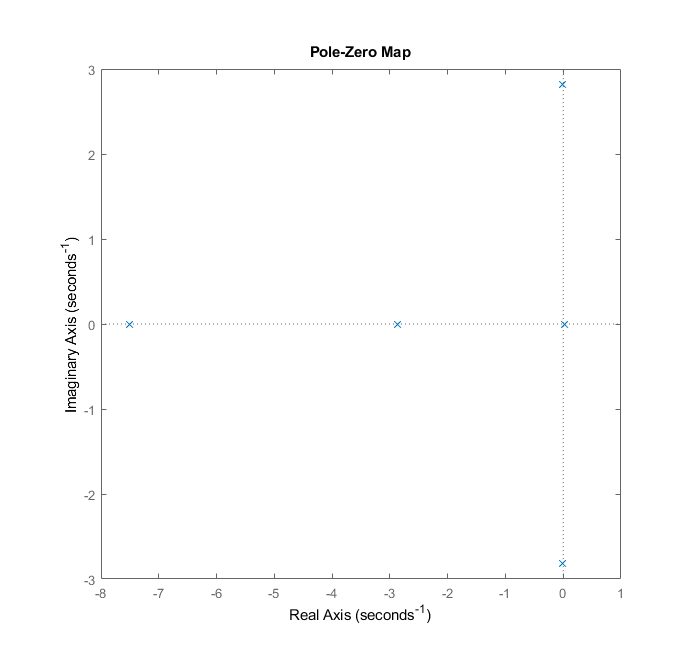 Pole-Zero Map
3
2
1
0
-1
-2
-3
Imaginary Axis (seconds⁻¹)
-8 -7 -6 -5 -4 -3 -2 -1 0 1
Real Axis (seconds⁻¹)